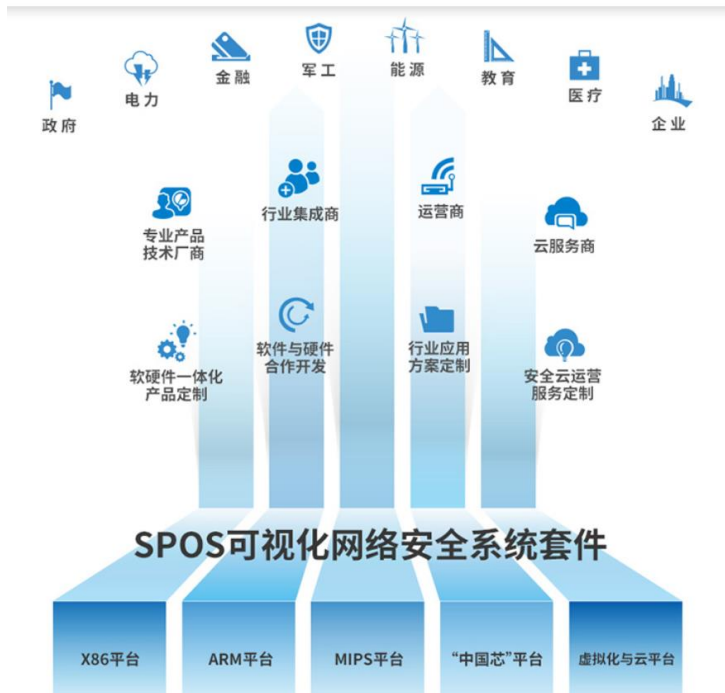 政府
电力
金融
军工
能源
教育
医疗
企业
专业产品
技术厂商
行业集成商
运营商
云服务商
软硬件一体化
产品定制
软件与硬件
合作开发
行业应用
方案定制
安全云运营
服务定制
SPOS可视化网络安全系统套件
X86平台
ARM平台
MIPS平台
“中国芯”平台
虚拟化与云平台